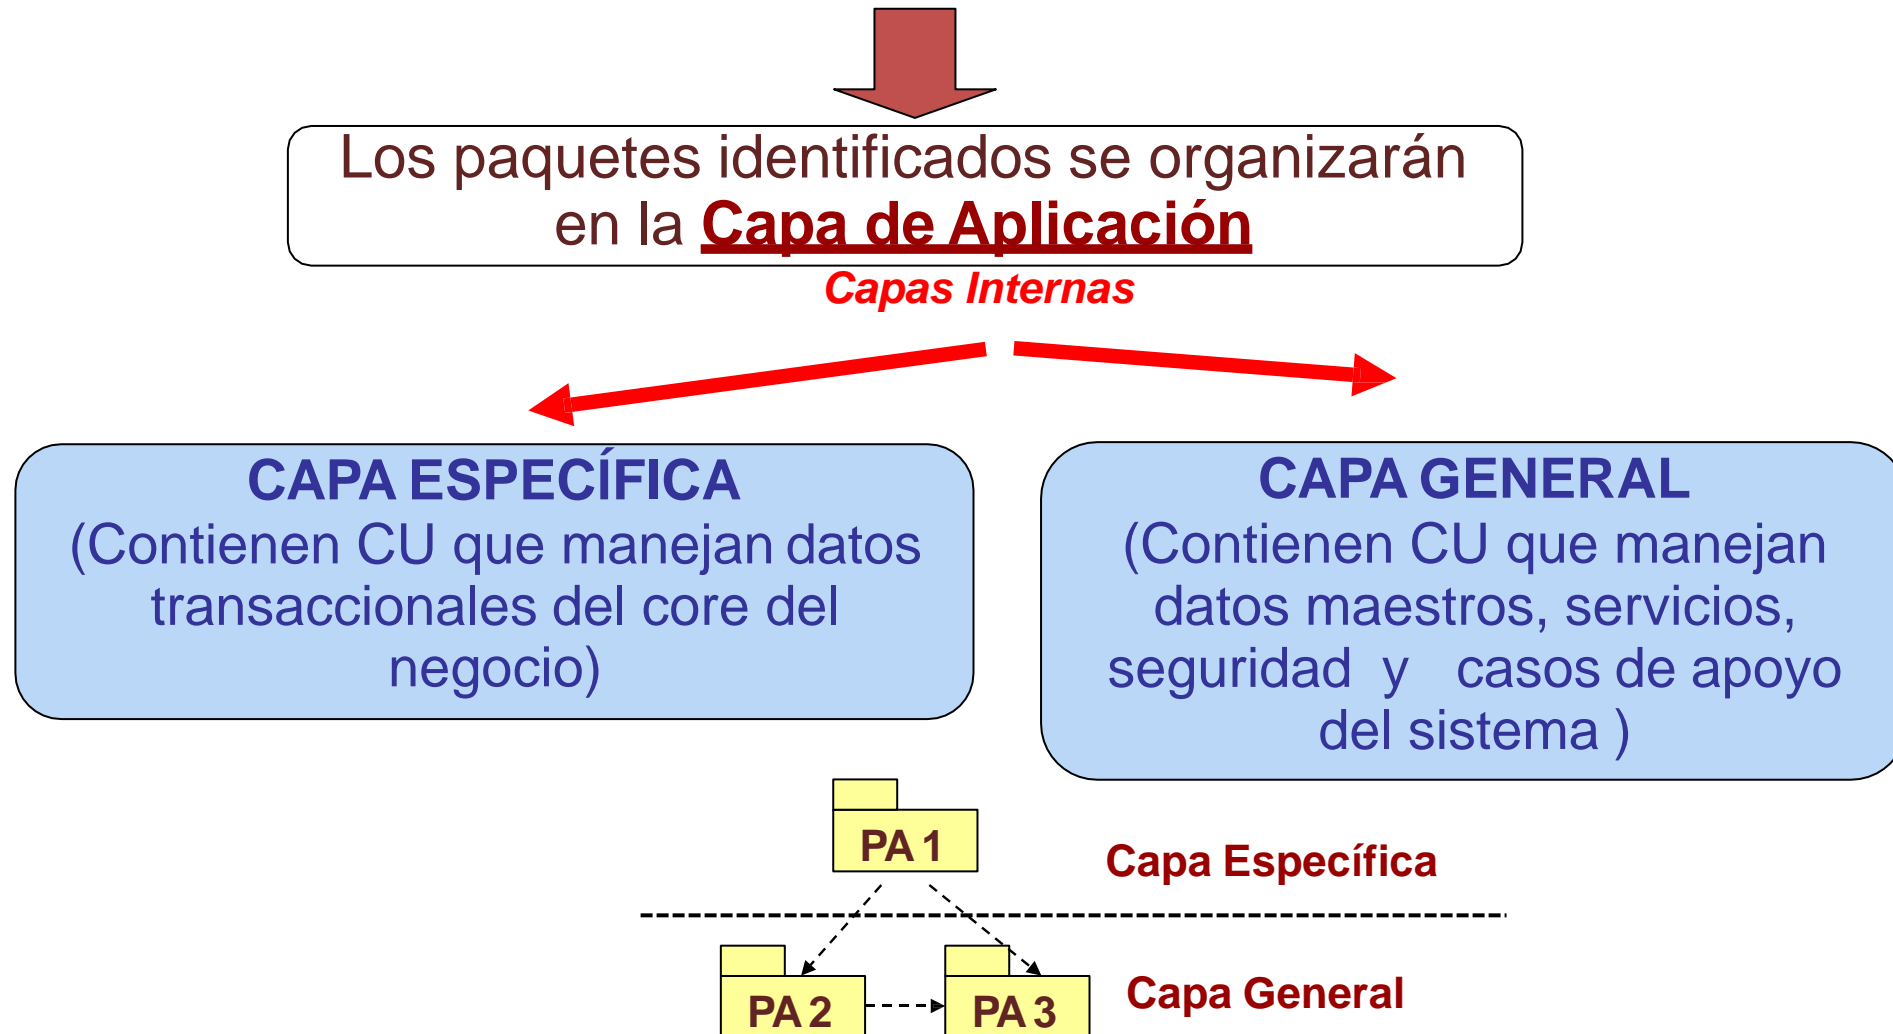 Los paquetes identificados se organizarán
en la Capa de Aplicación
Capas Internas
CAPA ESPECÍFICA
(Contienen CU que manejan datos
transaccionales del core del
negocio)
CAPA GENERAL
(Contienen CU que manejan
datos maestros, servicios,
seguridad y casos de apoyo
del sistema )
PA 1
Capa Específica
PA 2
PA 3
Capa General